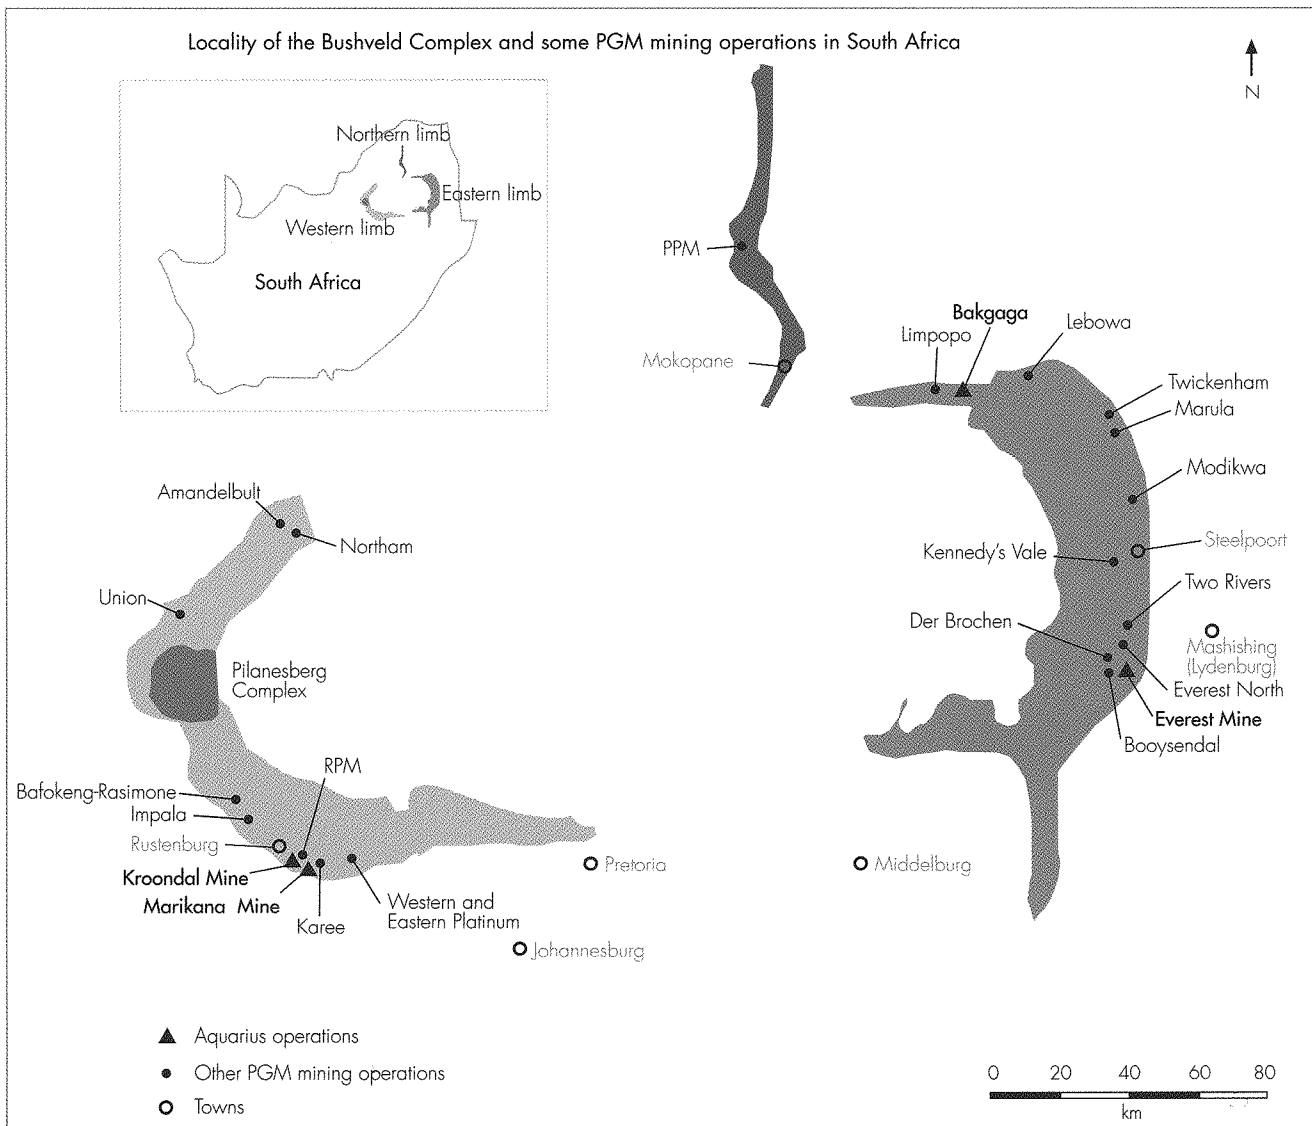 Locality of the Bushveld Complex and some PGM mining operations in South Africa
N
Northern limb
Eastern limb
Western limb
South Africa
PPM
Mokopane
Bakgaga
Limpopo
Lebowa
Twickenham
Marula
Modikwa
Steelpoort
Kennedy's Vale
Two Rivers
Der Brochen
Mashishing
(Lydenburg)
Everest North
Everest Mine
Booysendal
Amandelbult
Northam
Union
Pilanesberg
Complex
RPM
Bafokeng-Rasimone
Impala
Rustenburg
Kroondal Mine
Marikana Mine
Karee
Western and
Eastern Platinum
Pretoria
Middelburg
Johannesburg
Aquarius operations
Other PGM mining operations
Towns
0 20 40 60 80
km